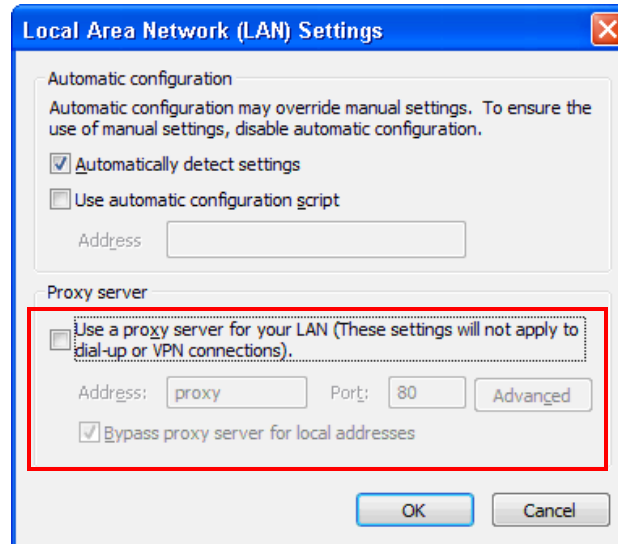 Local Area Network (LAN) Settings
Automatic configuration
Automatic configuration may override manual settings. To ensure the
use of manual settings, disable automatic configuration.
Automatically detect settings
Use automatic configuration script
Address
Proxy server
Use a proxy server for your LAN (These settings will not apply to
dial-up or VPN connections).
Address: proxy Port: 80 Advanced
Bypass proxy server for local addresses
OK Cancel